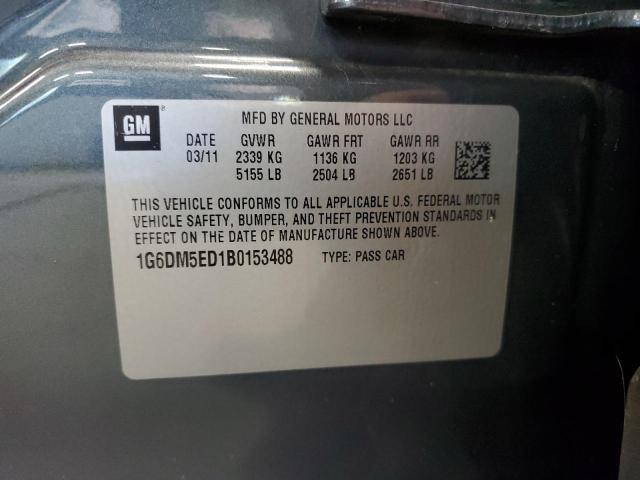 GM ® MFD BY GENERAL MOTORS LLC
DATE GVWR GAWR FRT GAWR RR
03/11 2339 KG 1136 KG 1203 KG
5155 LB 2504 LB 2651 LB
THIS VEHICLE CONFORMS TO ALL APPLICABLE U.S. FEDERAL MOTOR
VEHICLE SAFETY, BUMPER, AND THEFT PREVENTION STANDARDS IN
EFFECT ON THE DATE OF MANUFACTURE SHOWN ABOVE.
1G6DM5ED1B0153488 TYPE: PASS CAR